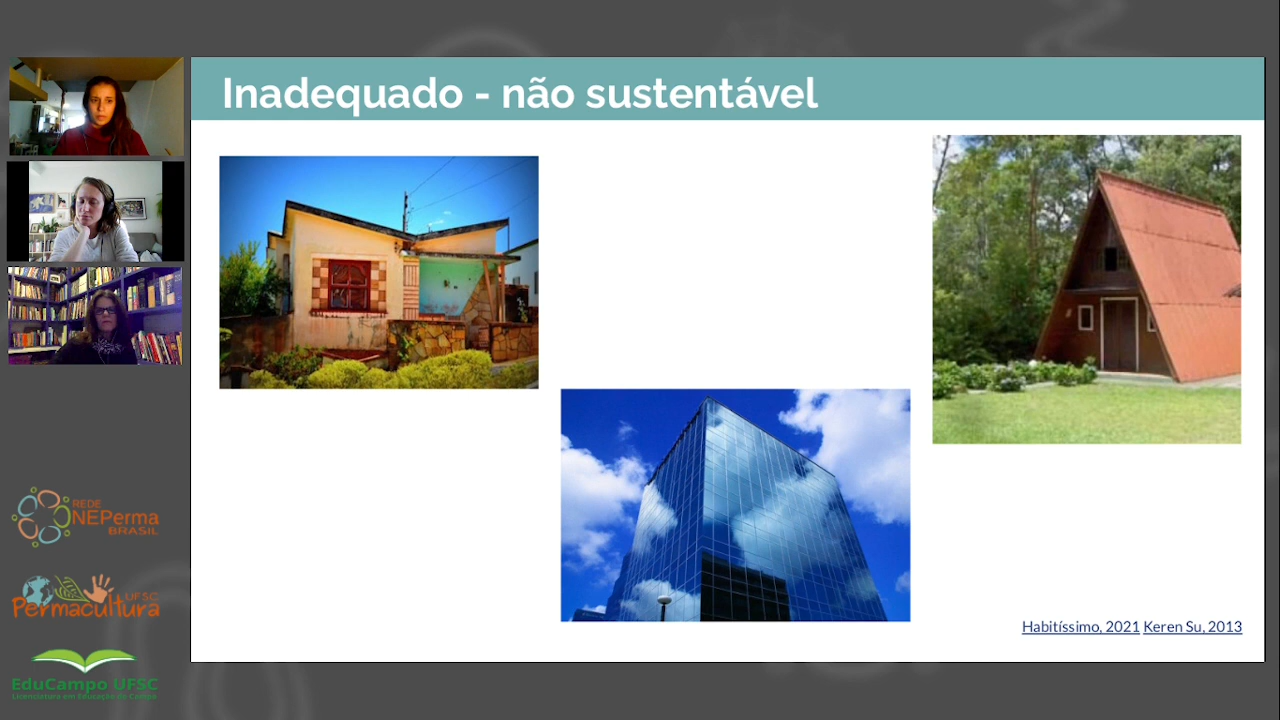 Inadequado - não sustentável
Habitíssimo, 2021 Keren Su, 2013
REDE
NEPerma
BRASIL
UFSC
Permacultura
EduCampo UFSC
Licenciatura em Educação do Campo